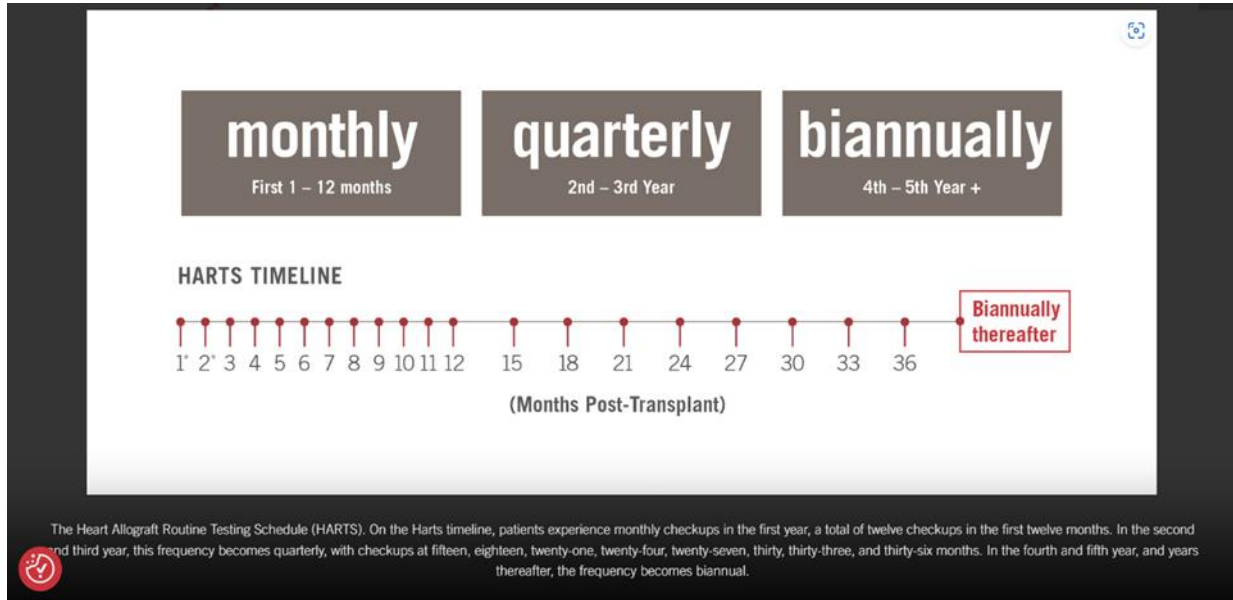 monthly
First 1 – 12 months
quarterly
2nd – 3rd Year
biannually
4th – 5th Year +
HARTS TIMELINE
1* 2* 3 4 5 6 7 8 9 10 11 12 15 18 21 24 27 30 33 36
Biannually
thereafter
(Months Post-Transplant)
The Heart Allograft Routine Testing Schedule (HARTS). On the Harts timeline, patients experience monthly checkups in the first year, a total of twelve checkups in the first twelve months. In the second
nd third year, this frequency becomes quarterly, with checkups at fifteen, eighteen, twenty-one, twenty-four, twenty-seven, thirty, thirty-three, and thirty-six months. In the fourth and fifth year, and years
thereafter, the frequency becomes biannual.